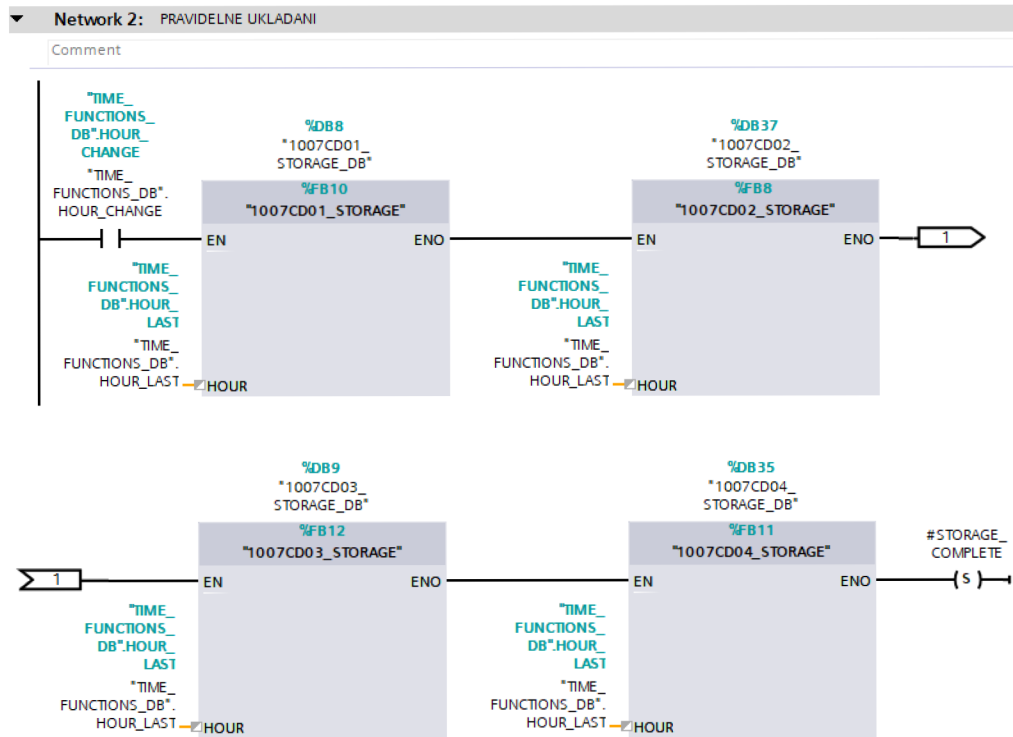 Network 2: PRAVIDELNE UKLADANI
Comment
"TIME_
FUNCTIONS_
DB".HOUR_
CHANGE
"TIME_
FUNCTIONS_DB".
HOUR_CHANGE
%DB8
"1007CD01_
STORAGE_DB"
%FB10
"1007CD01_STORAGE"
EN
ENO
"TIME_
FUNCTIONS_
DB".HOUR_
LAST
"TIME_
FUNCTIONS_DB".
HOUR_LAST
HOUR
%DB37
"1007CD02_
STORAGE_DB"
%FB8
"1007CD02_STORAGE"
EN
ENO
1
"TIME_
FUNCTIONS_
DB".HOUR_
LAST
"TIME_
FUNCTIONS_DB".
HOUR_LAST
HOUR
1
%DB9
"1007CD03_
STORAGE_DB"
%FB12
"1007CD03_STORAGE"
EN
ENO
"TIME_
FUNCTIONS_
DB".HOUR_
LAST
"TIME_
FUNCTIONS_DB".
HOUR_LAST
HOUR
%DB35
"1007CD04_
STORAGE_DB"
%FB11
"1007CD04_STORAGE"
EN
ENO
"TIME_
FUNCTIONS_
DB".HOUR_
LAST
"TIME_
FUNCTIONS_DB".
HOUR_LAST
HOUR
#STORAGE_
COMPLETE
S